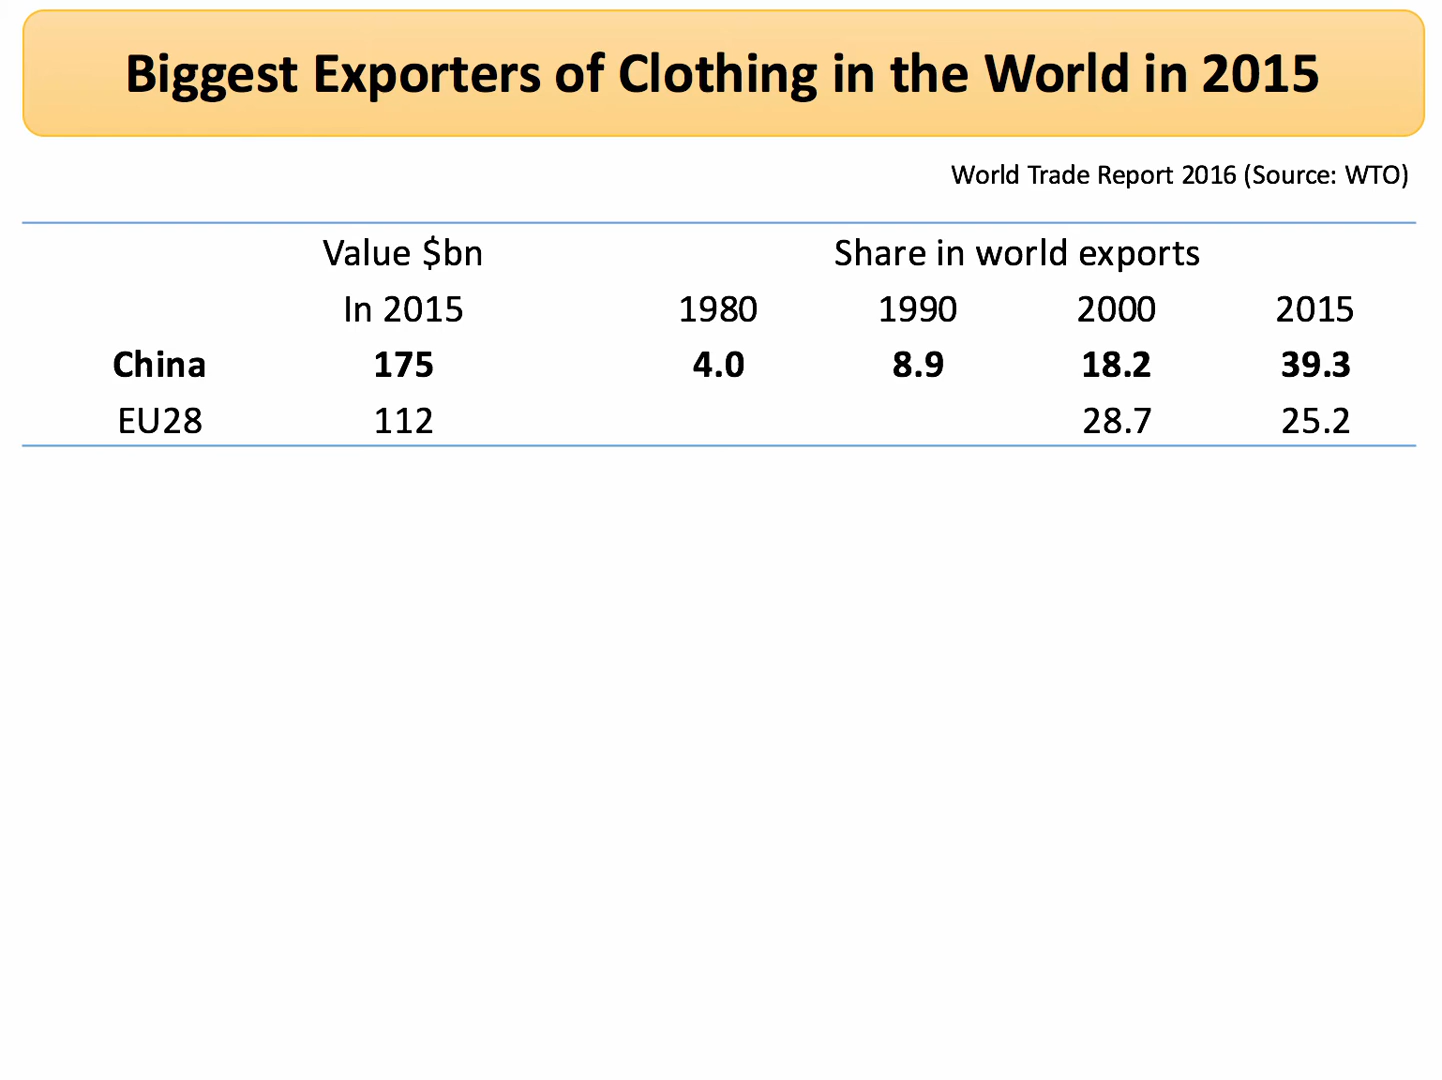 Biggest Exporters of Clothing in the World in 2015
World Trade Report 2016 (Source: WTO)
Value $bn Share in world exports
In 2015 1980 1990 2000 2015
China 175 4.0 8.9 18.2 39.3
EU28 112 28.7 25.2